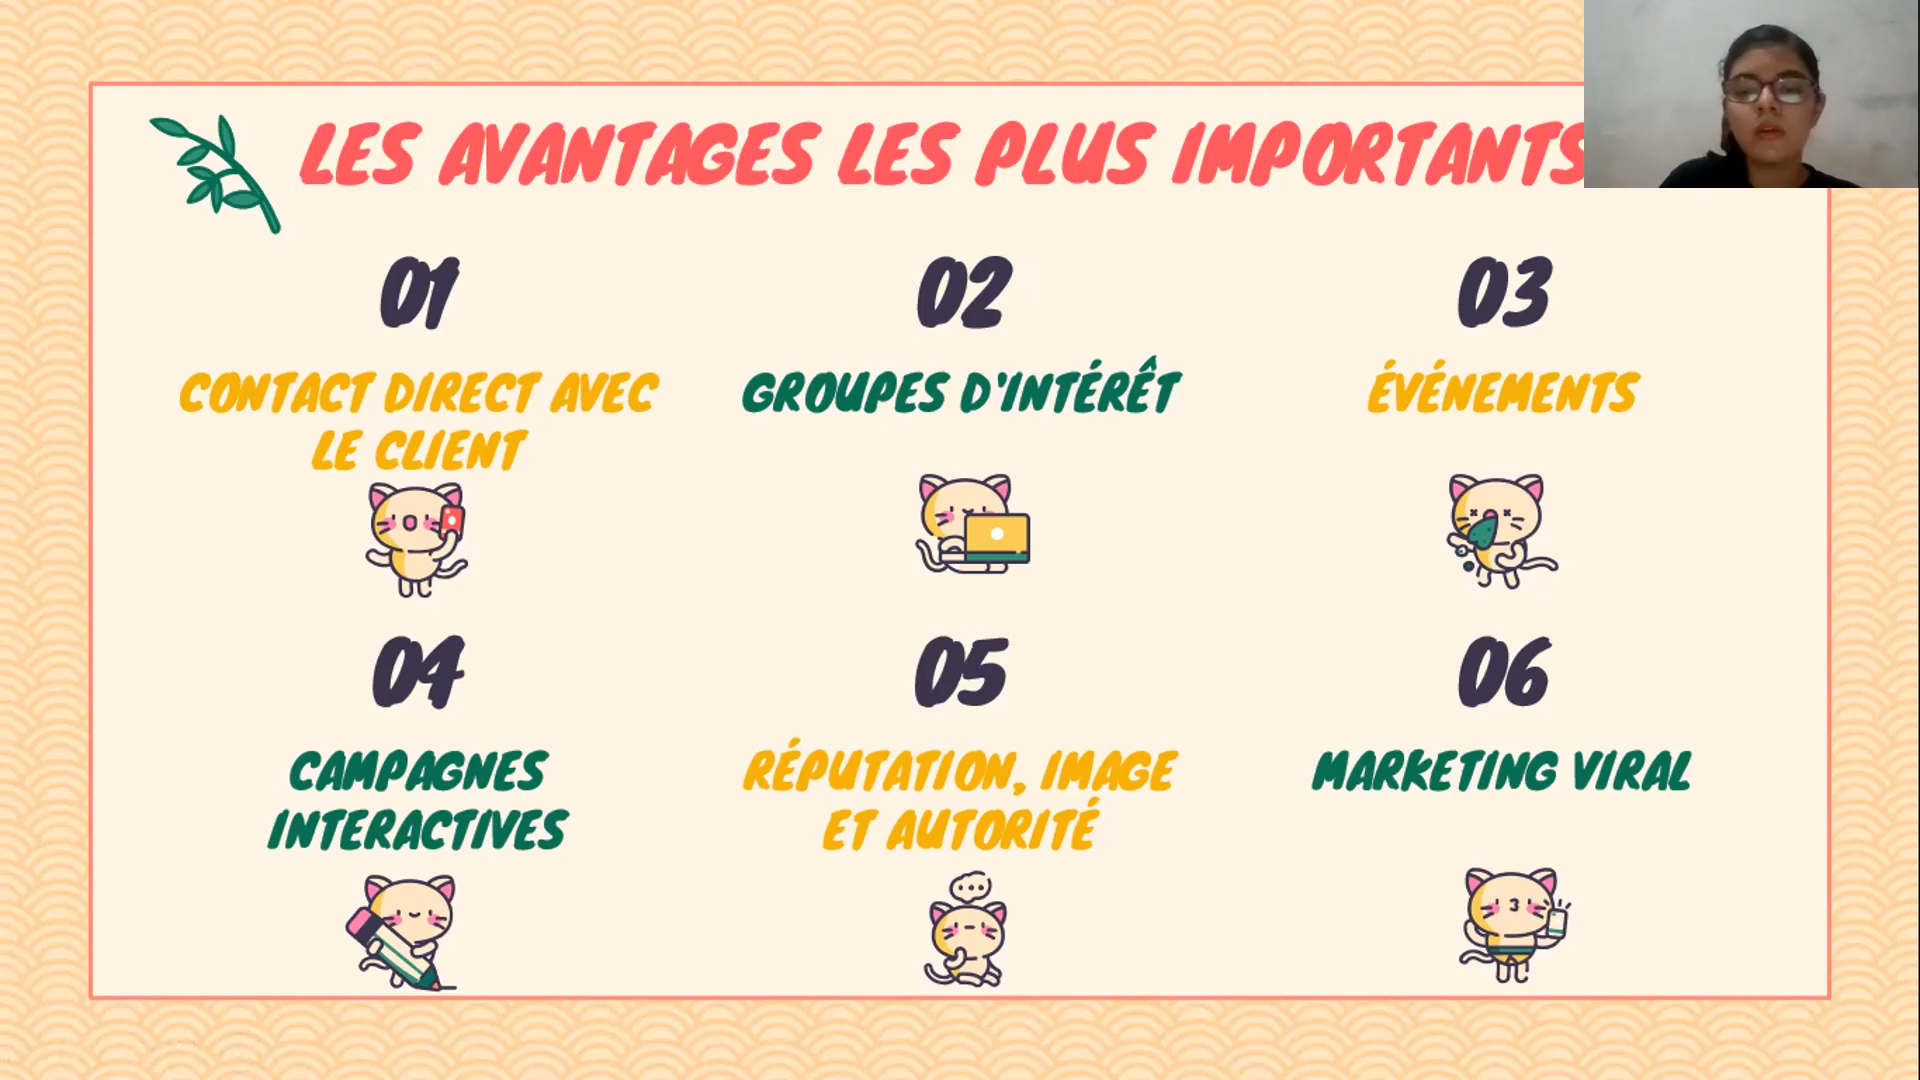 LES AVANTAGES LES PLUS IMPORTANTS
01
02
03
CONTACT DIRECT AVEC
LE CLIENT
GROUPES D'INTÉRÊT
ÉVÉNEMENTS
04
05
06
CAMPAGNES
INTERACTIVES
RÉPUTATION, IMAGE
ET AUTORITÉ
MARKETING VIRAL